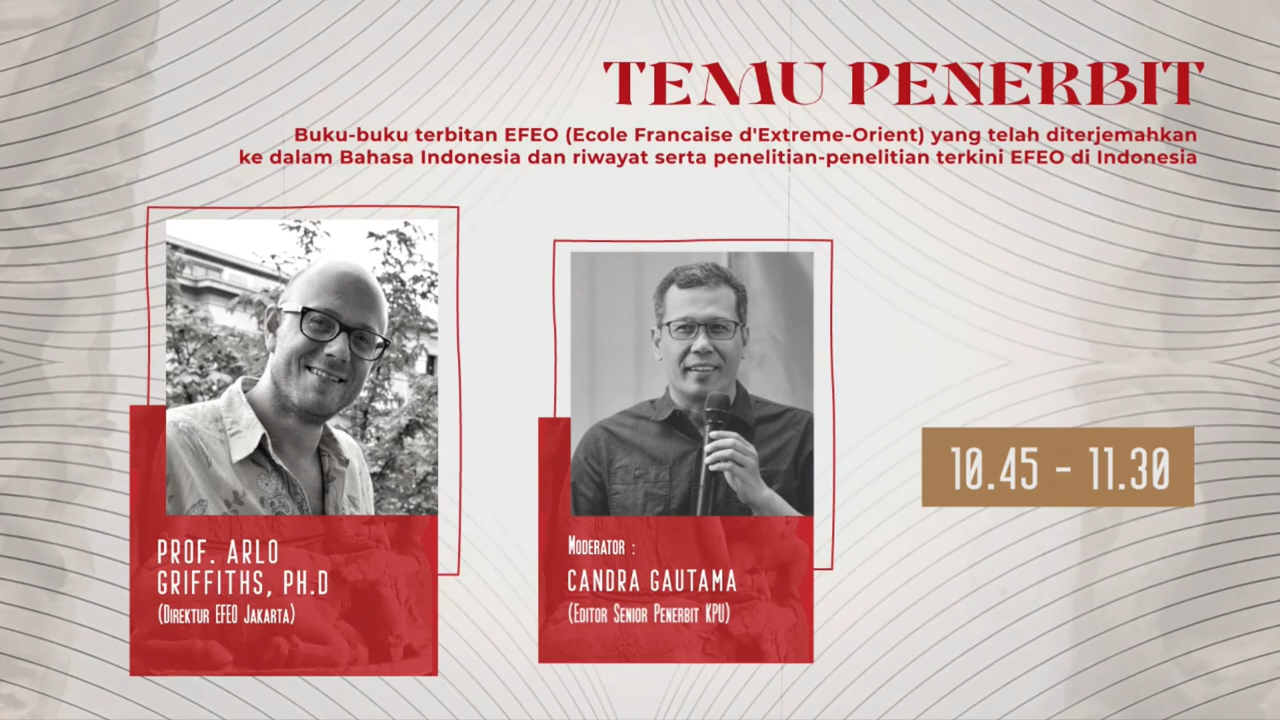 TEMU PENERBIT
Buku-buku terbitan EFEO (Ecole Francaise d'Extreme-Orient) yang telah diterjemahkan
ke dalam Bahasa Indonesia dan riwayat serta penelitian-penelitian terkini EFEO di Indonesia
PROF. ARLO
GRIFFITHS, PH.D
(Direktur EFEO Jakarta)
Moderator :
CANDRA GAUTAMA
(Editor Senior Penerbit KPU)
10.45 - 11.30